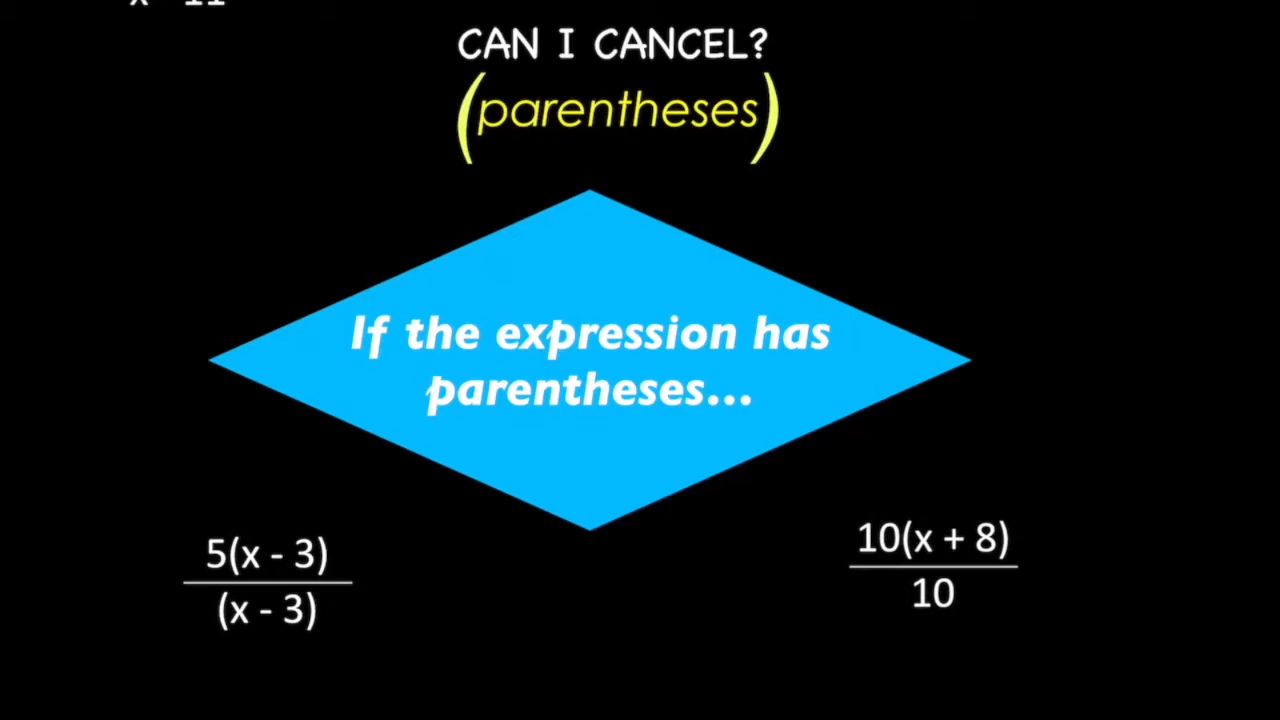 CAN I CANCEL?
(parentheses)
If the expression has
parentheses...
5(x - 3)
(x - 3)
10(x + 8)
10